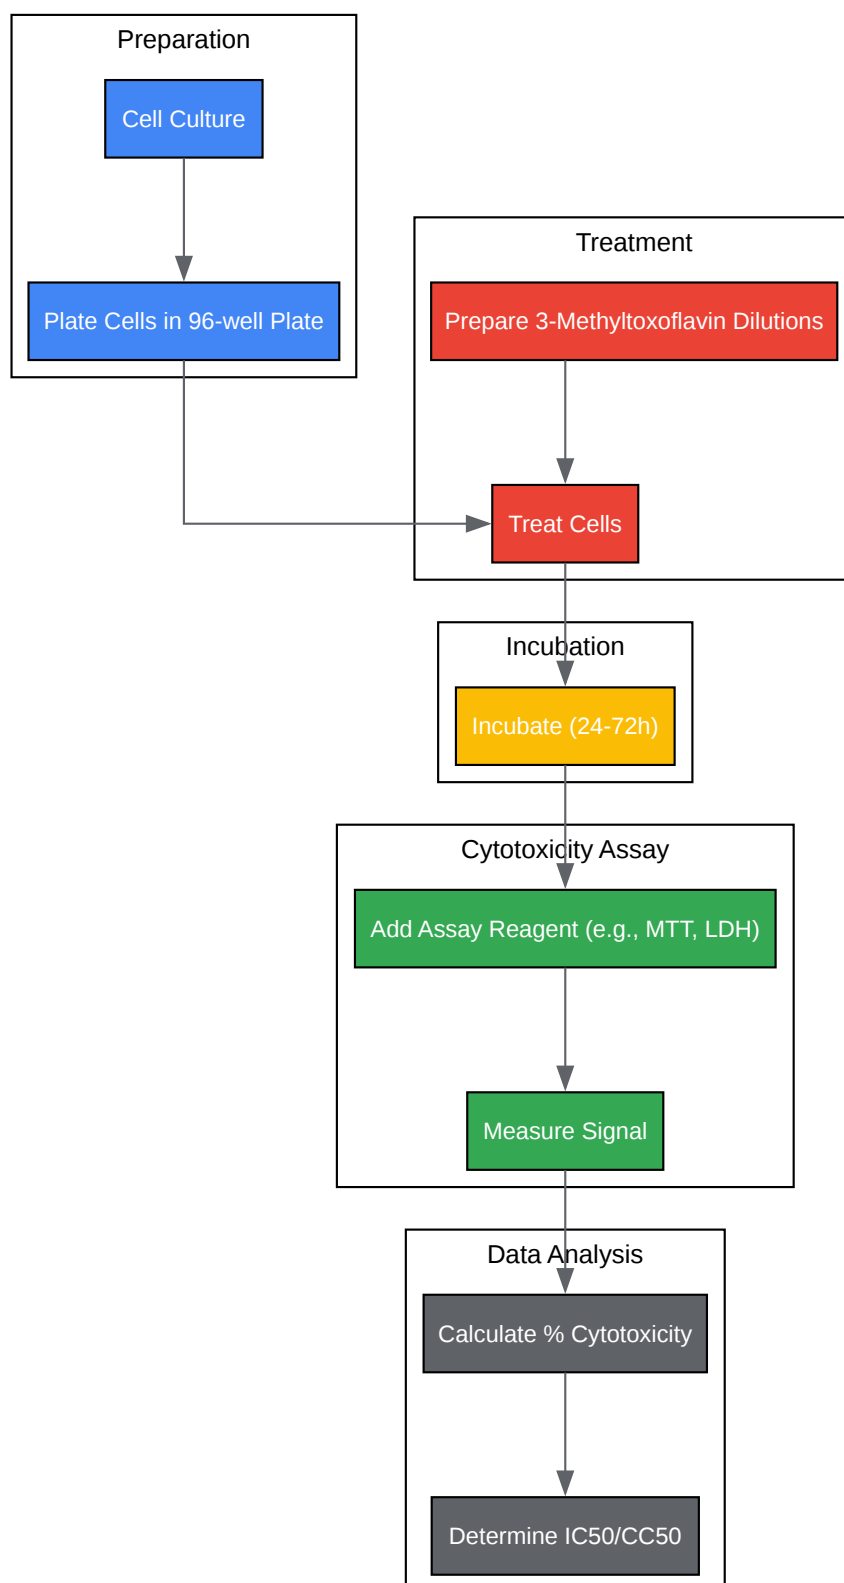 Preparation
Cell Culture
Plate Cells in 96-well Plate
Treatment
Prepare 3-Methyltoxoflavin Dilutions
Treat Cells
Incubation
Incubate (24-72h)
Cytotoxicity Assay
Add Assay Reagent (e.g., MTT, LDH)
Measure Signal
Data Analysis
Calculate % Cytotoxicity
Determine IC50/CC50